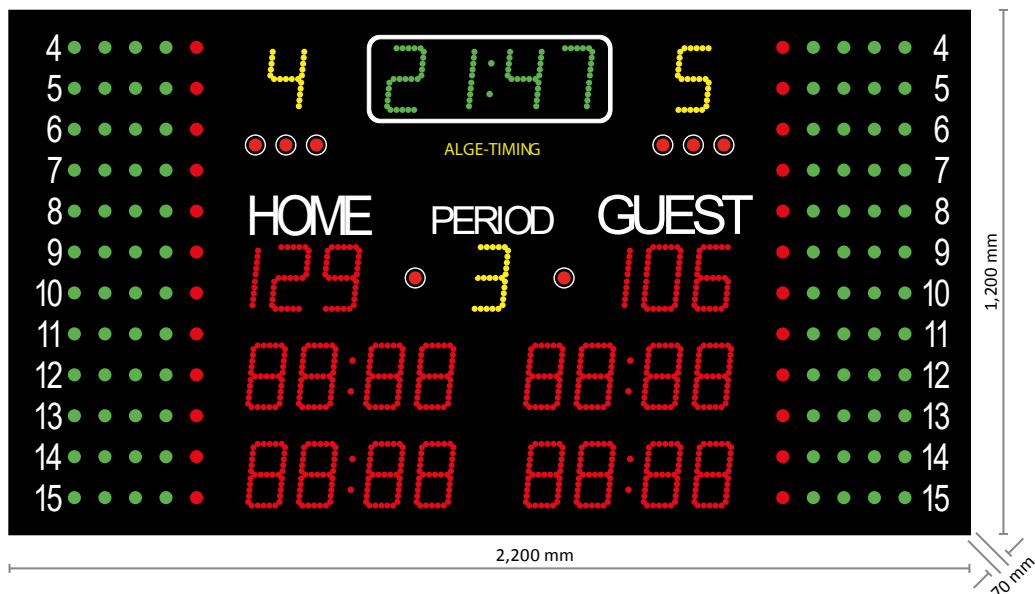 4 4 21:47 5 4
5 5
6 6
ALGE-TIMING
7 7
8 HOME PERIOD GUEST 8
9 9
129 3 106
10 10
1,200 mm
11 11
12 88:88 88:88 12
13 13
14 14
88:88 88:88
15 15
2,200 mm
70 mm